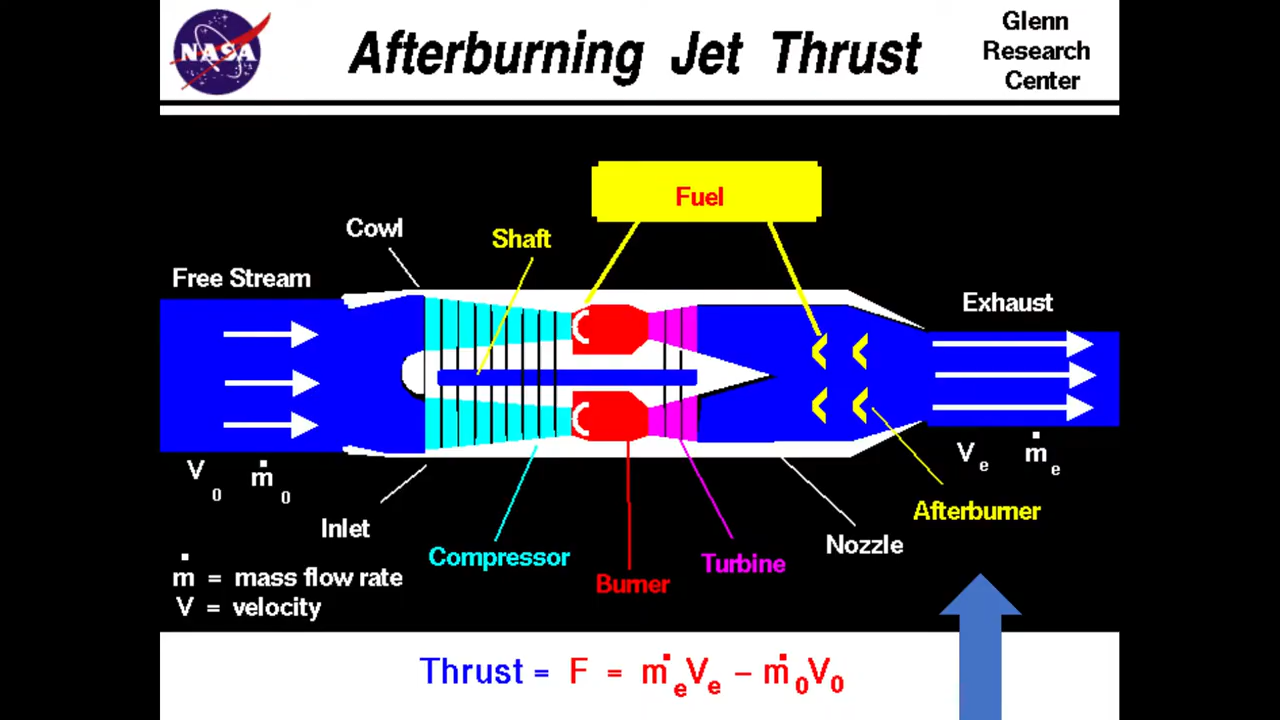 NASA
Afterburning Jet Thrust
Glenn
Research
Center
Fuel
Cowl
Shaft
Free Stream
Exhaust
V₀ ṁ₀
Vₑ ṁₑ
Inlet
Compressor
Burner
Turbine
Nozzle
Afterburner
ṁ = mass flow rate
V = velocity
Thrust = F = ṁₑVₑ – ṁ₀V₀